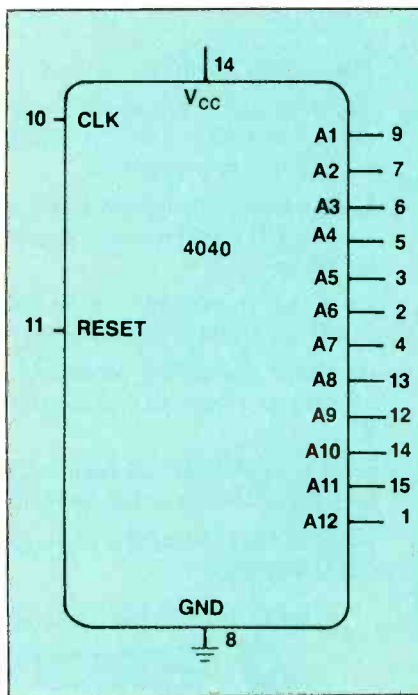 14
VCC
10 CLK
A1 9
A2 7
A3 6
A4 5
4040
A5 3
A6 2
11 RESET
A7 4
A8 13
A9 12
A10 14
A11 15
A12 1
GND
8